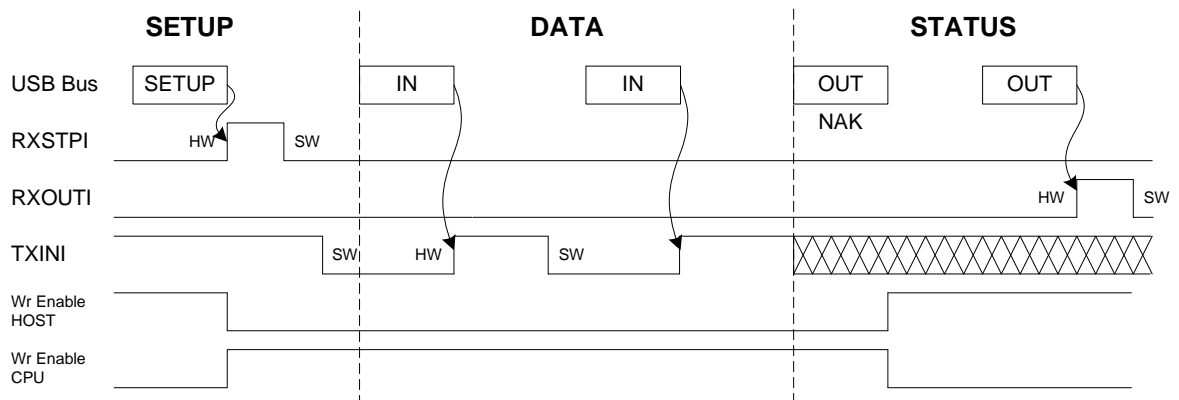 SETUP DATA STATUS
USB Bus SETUP IN IN OUT OUT
NAK
RXSTPI HW SW
RXOUTI HW SW
TXINI SW HW SW
Wr Enable
HOST
Wr Enable
CPU